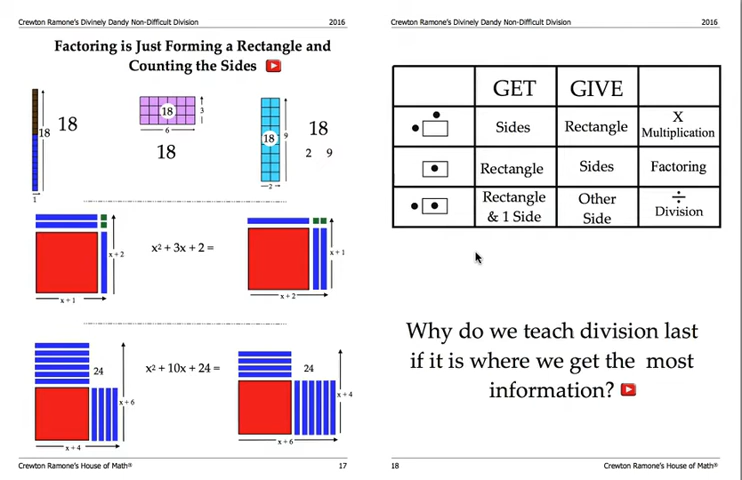 Crewton Ramone's Divinely Dandy Non-Difficult Division
2016
Factoring is Just Forming a Rectangle and
Counting the Sides
18
18
1
18
3
6
18
18
9
2
18
2 9
x + 2
x + 1
x² + 3x + 2 =
x + 1
x + 2
24
x + 6
x + 4
x² + 10x + 24 =
24
x + 4
x + 6
Crewton Ramone's House of Math®
17
Crewton Ramone's Divinely Dandy Non-Difficult Division
2016
GET
GIVE
Sides
Rectangle
X
Multiplication
Rectangle
Sides
Factoring
Rectangle
& 1 Side
Other
Side
÷
Division
Why do we teach division last
if it is where we get the most
information?
18
Crewton Ramone's House of Math®